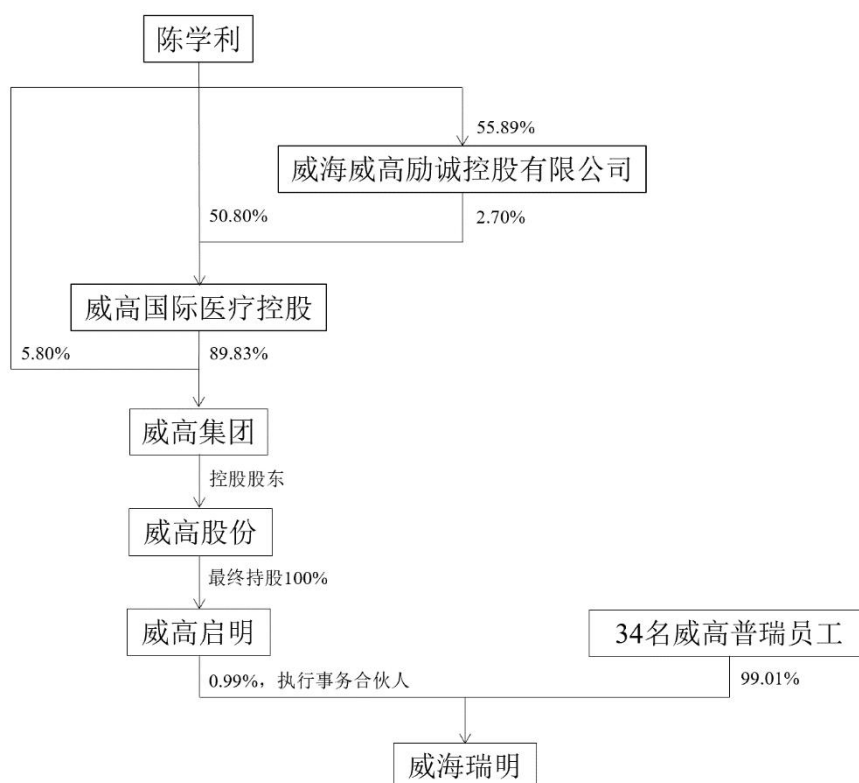 陈学利
55.89%
威海威高励诚控股有限公司
50.80%
2.70%
威高国际医疗控股
5.80%
89.83%
威高集团
控股股东
威高股份
最终持股100%
威高启明
34名威高普瑞员工
0.99%，执行事务合伙人
99.01%
威海瑞明